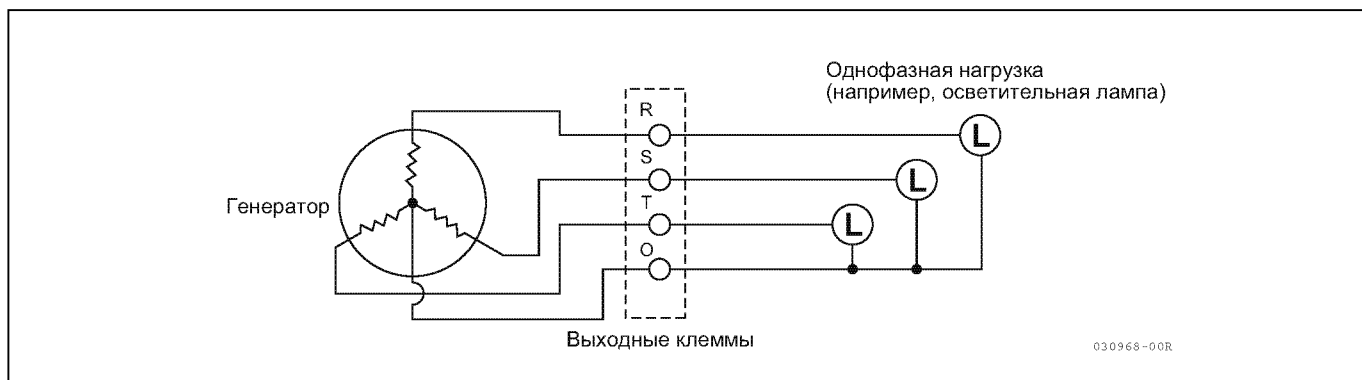 Однофазная нагрузка
(например, осветительная лампа)
R
L
S
L
Генератор
T
L
O
Выходные клеммы
030968-00R